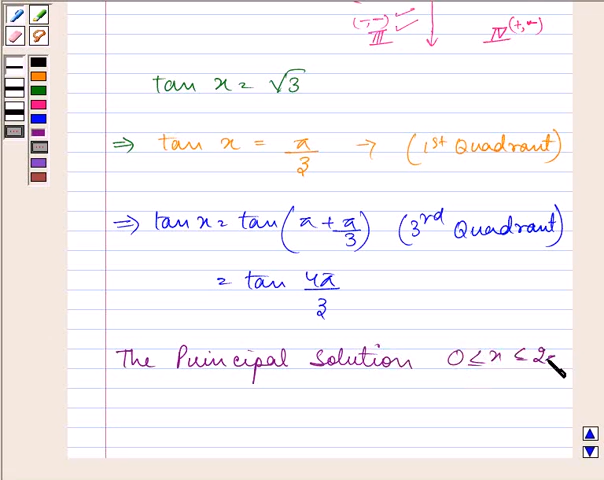 (-, -) ✓
III ✓ IV (+, -)
tan x = √3
⇒ tan x = π/3 → (1st Quadrant)
⇒ tan x = tan (π + π/3) (3rd Quadrant)
= tan 4π/3
The Principal Solution 0 ≤ x ≤ 2